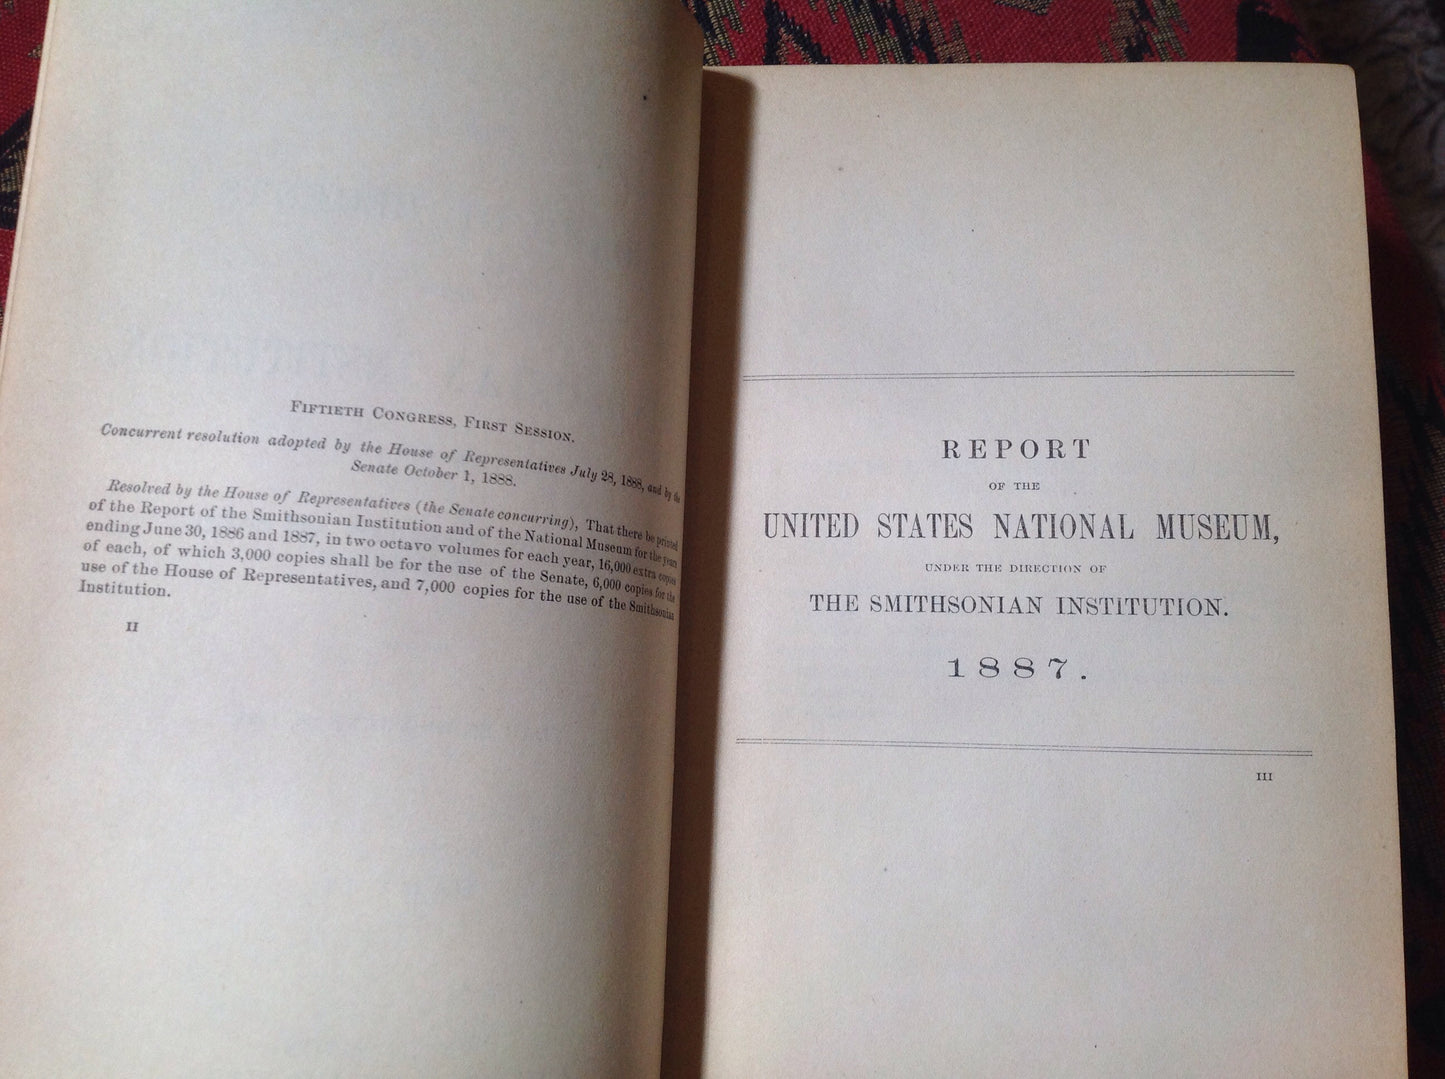 FIFTIETH CONGRESS, FIRST SESSION.
Concurrent resolution adopted by the House of Representatives July 28, 1888, and by the
Senate October 1, 1888.
Resolved by the House of Representatives (the Senate concurring), That there be printed
of the Report of the Smithsonian Institution and of the National Museum for the years
ending June 30, 1886 and 1887, in two octavo volumes for each year, 16,000 extra copies
of each, of which 3,000 copies shall be for the use of the Senate, 6,000 copies for the
use of the House of Representatives, and 7,000 copies for the use of the Smithsonian
Institution.
II
REPORT
OF THE
UNITED STATES NATIONAL MUSEUM,
UNDER THE DIRECTION OF
THE SMITHSONIAN INSTITUTION.
1887.
III